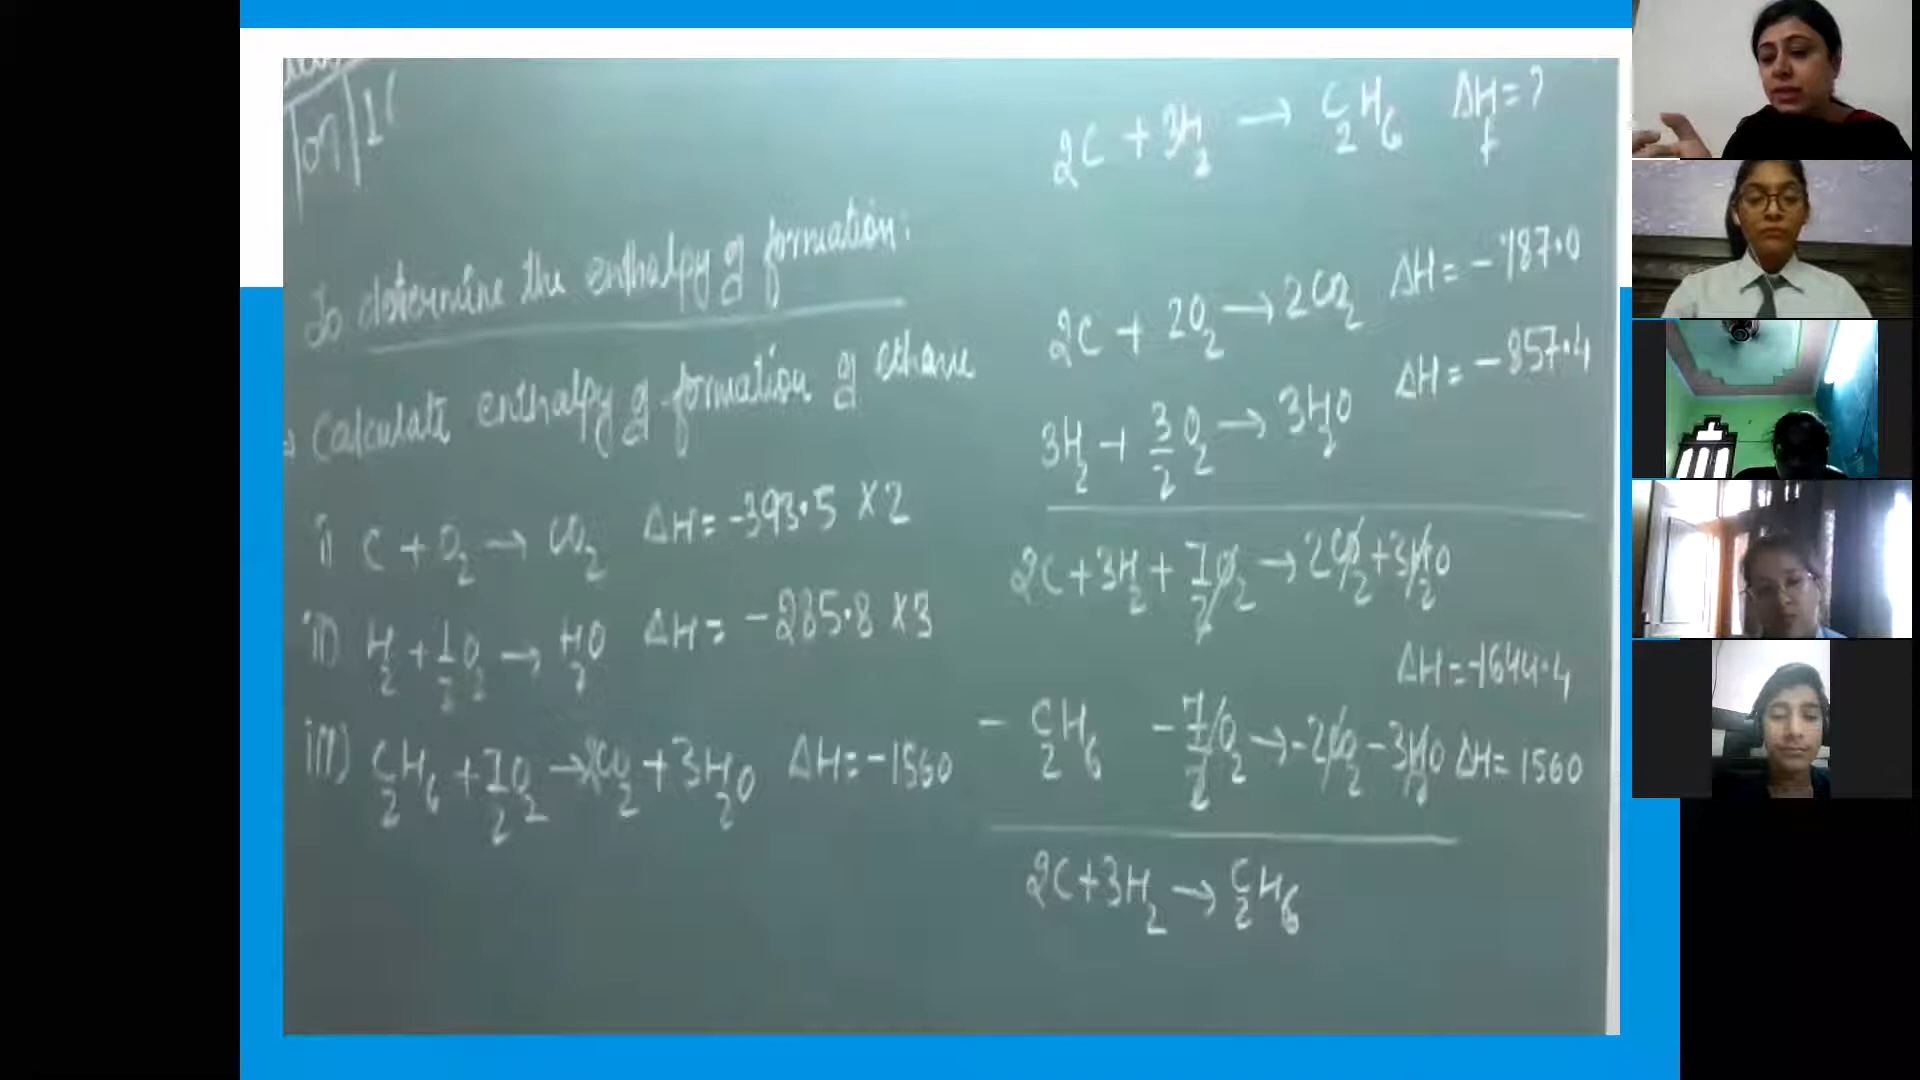 To determine the enthalpy of formation:
→ Calculate enthalpy of formation of ethane
i) C + O₂ → CO₂ ΔH = -393.5 × 2
ii) H₂ + 1/2 O₂ → H₂O ΔH = -285.8 × 3
iii) C₂H₆ + 7/2 O₂ → 2CO₂ + 3H₂O ΔH = -1560
2C + 3H₂ → C₂H₆ ΔHf = ?
2C + 2O₂ → 2CO₂ ΔH = -787.0
3H₂ + 3/2 O₂ → 3H₂O ΔH = -857.4
2C + 3H₂ + 7/2 O₂ → 2CO₂ + 3H₂O
ΔH = -1644.4
- C₂H₆ - 7/2 O₂ → -2CO₂ - 3H₂O ΔH = 1560
2C + 3H₂ → C₂H₆